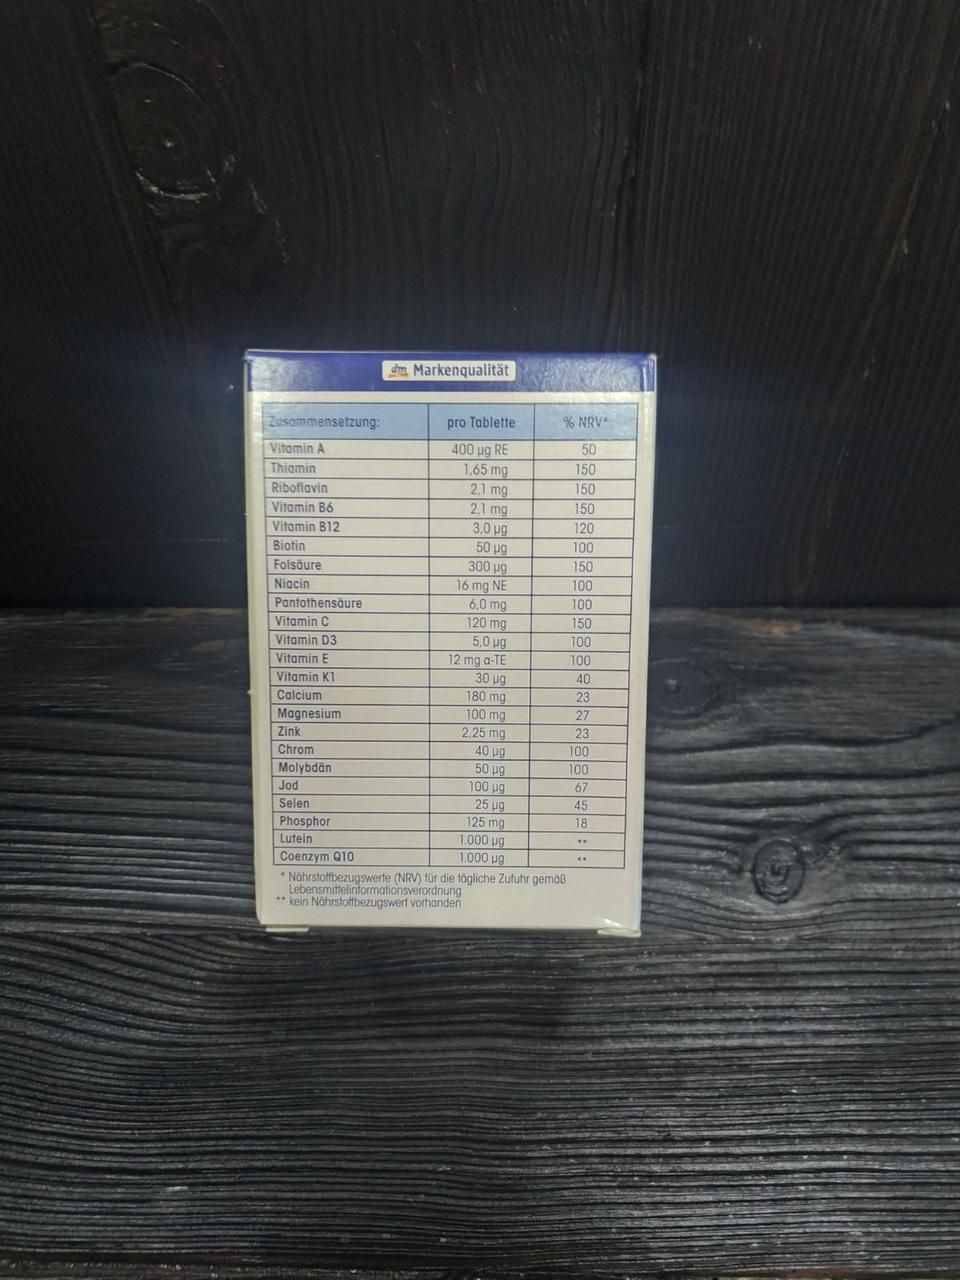 dm Markenqualität
Zusammensetzung: pro Tablette % NRV*
Vitamin A 400 µg RE 50
Thiamin 1,65 mg 150
Riboflavin 2,1 mg 150
Vitamin B6 2,1 mg 150
Vitamin B12 3,0 µg 120
Biotin 50 µg 100
Folsäure 300 µg 150
Niacin 16 mg NE 100
Pantothensäure 6,0 mg 100
Vitamin C 120 mg 150
Vitamin D3 5,0 µg 100
Vitamin E 12 mg α-TE 100
Vitamin K1 30 µg 40
Calcium 180 mg 23
Magnesium 100 mg 27
Zink 2,25 mg 23
Chrom 40 µg 100
Molybdän 50 µg 100
Jod 100 µg 67
Selen 25 µg 45
Phosphor 125 mg 18
Lutein 1.000 µg **
Coenzym Q10 1.000 µg **
* Nährstoffbezugswerte (NRV) für die tägliche Zufuhr gemäß
Lebensmittelinformationsverordnung
** kein Nährstoffbezugswert vorhanden